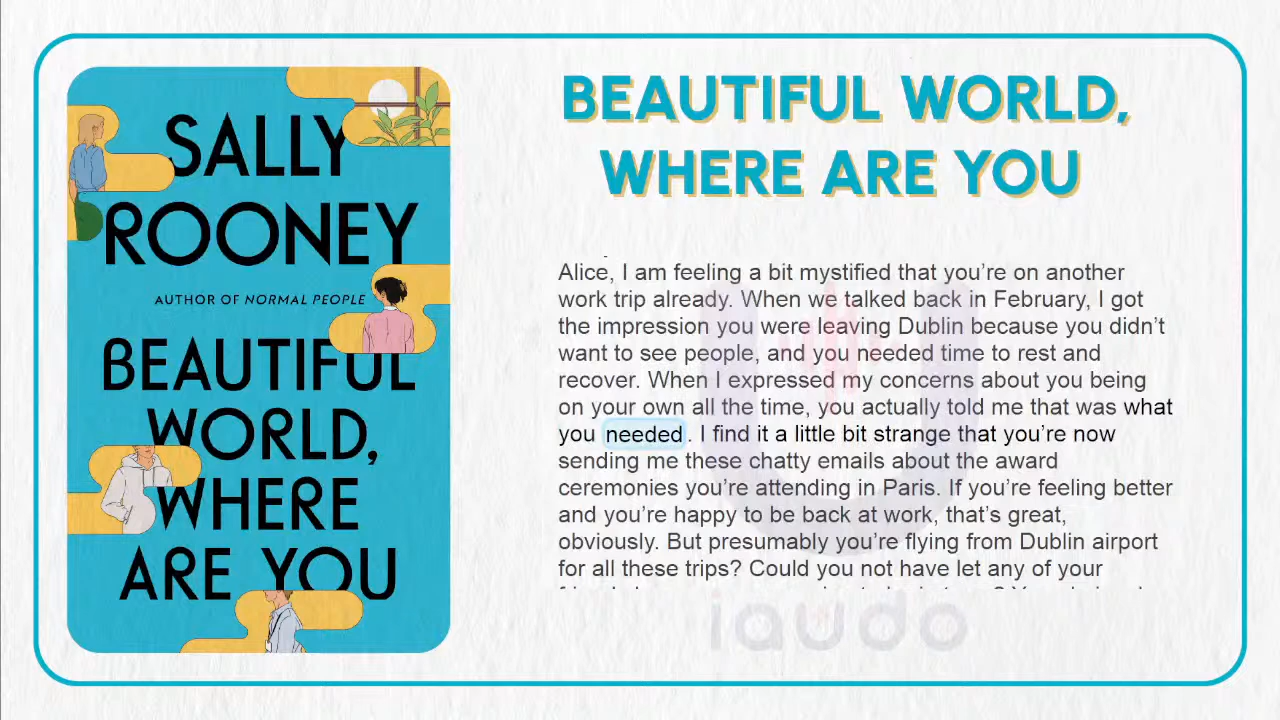 SALLY
ROONEY
AUTHOR OF NORMAL PEOPLE
BEAUTIFUL
WORLD,
WHERE
ARE YOU
BEAUTIFUL WORLD,
WHERE ARE YOU
Alice, I am feeling a bit mystified that you’re on another
work trip already. When we talked back in February, I got
the impression you were leaving Dublin because you didn’t
want to see people, and you needed time to rest and
recover. When I expressed my concerns about you being
on your own all the time, you actually told me that was what
you needed. I find it a little bit strange that you’re now
sending me these chatty emails about the award
ceremonies you’re attending in Paris. If you’re feeling better
and you’re happy to be back at work, that’s great,
obviously. But presumably you’re flying from Dublin airport
for all these trips? Could you not have let any of your
iaudo